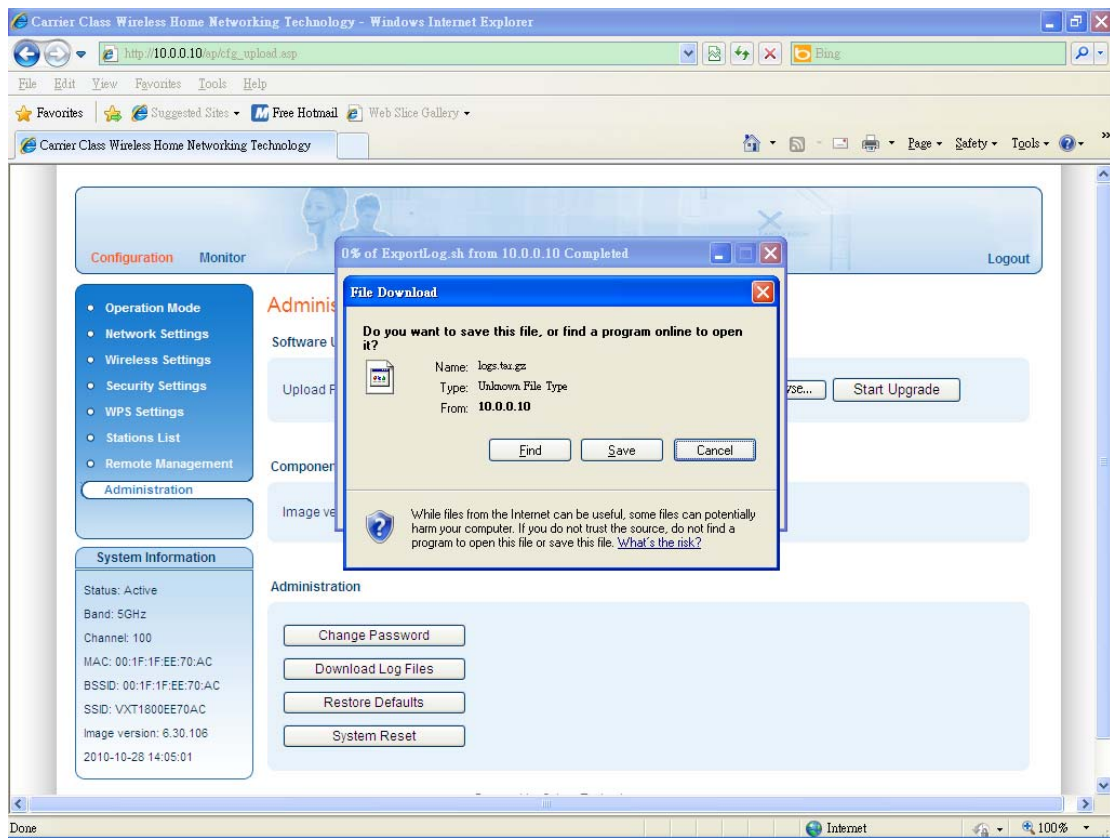 Carrier Class Wireless Home Networking Technology - Windows Internet Explorer
http://10.0.0.10/ap/cfg_upload.asp
Bing
File Edit View Favorites Tools Help
Favorites Suggested Sites Free Hotmail Web Slice Gallery
Carrier Class Wireless Home Networking Technology
Page Safety Tools
Configuration Monitor
Logout
0% of ExportLog.sh from 10.0.0.10 Completed
File Download
Do you want to save this file, or find a program online to open
it?
Name: logs.tar.gz
Type: Unknown File Type
From: 10.0.0.10
Find Save Cancel
While files from the Internet can be useful, some files can potentially
harm your computer. If you do not trust the source, do not find a
program to open this file or save this file. What's the risk?
Operation Mode
Network Settings
Wireless Settings
Security Settings
WPS Settings
Stations List
Remote Management
Administration
System Information
Status: Active
Band: 5GHz
Channel: 100
MAC: 00:1F:1F:EE:70:AC
BSSID: 00:1F:1F:EE:70:AC
SSID: VXT1800EE70AC
Image version: 6.30.106
2010-10-28 14:05:01
Adminis
Software U
Upload F
Start Upgrade
Componen
Image ve
Administration
Change Password
Download Log Files
Restore Defaults
System Reset
Done
Internet
100%